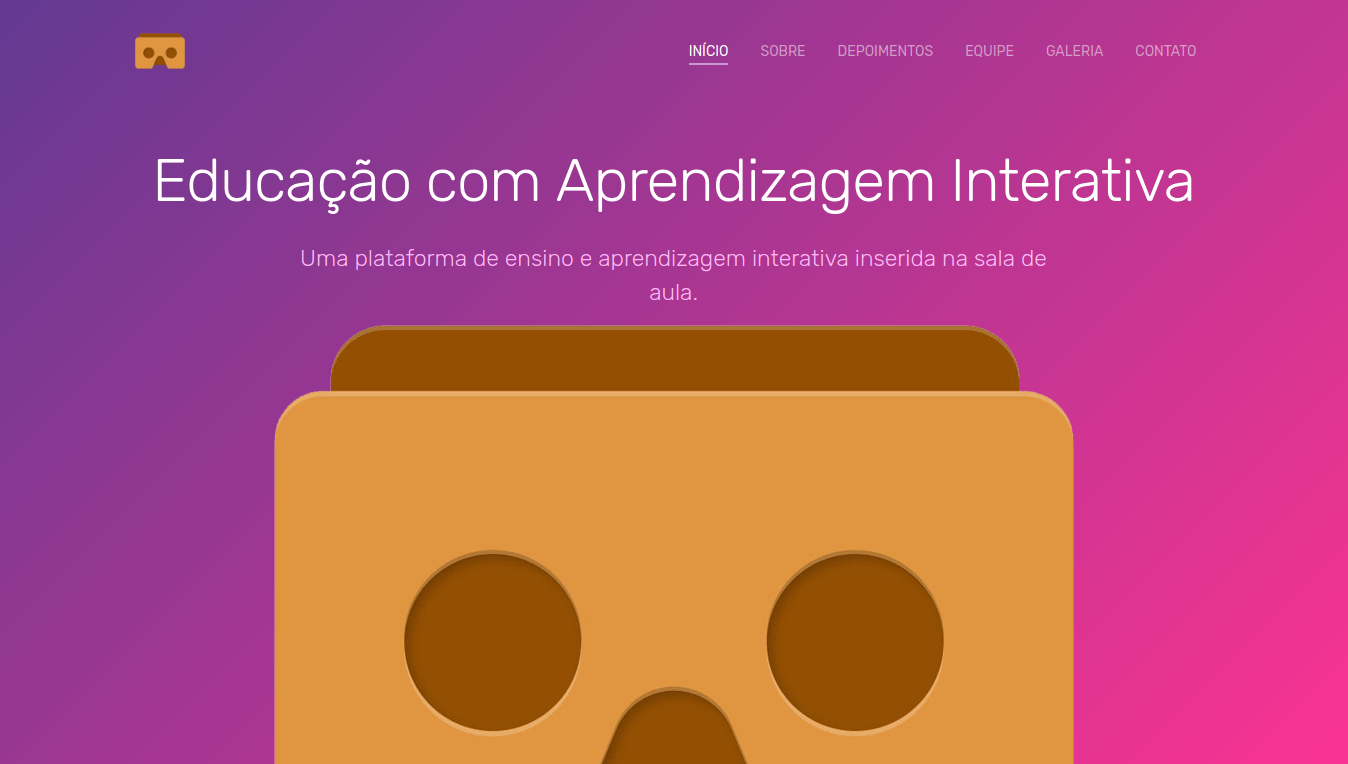 INÍCIO SOBRE DEPOIMENTOS EQUIPE GALERIA CONTATO
Educação com Aprendizagem Interativa
Uma plataforma de ensino e aprendizagem interativa inserida na sala de
aula.